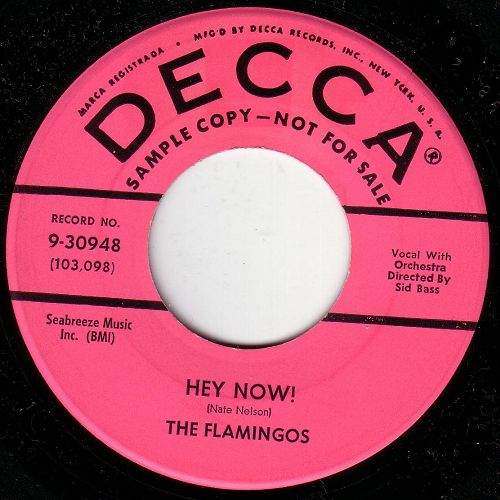 MARCA REGISTRADA • MFG'D BY DECCA RECORDS, INC., NEW YORK, U. S. A.
DECCA®
SAMPLE COPY—NOT FOR SALE
RECORD NO.
9-30948
(103,098)
Vocal With
Orchestra
Directed By
Sid Bass
Seabreeze Music
Inc. (BMI)
HEY NOW!
(Nate Nelson)
THE FLAMINGOS